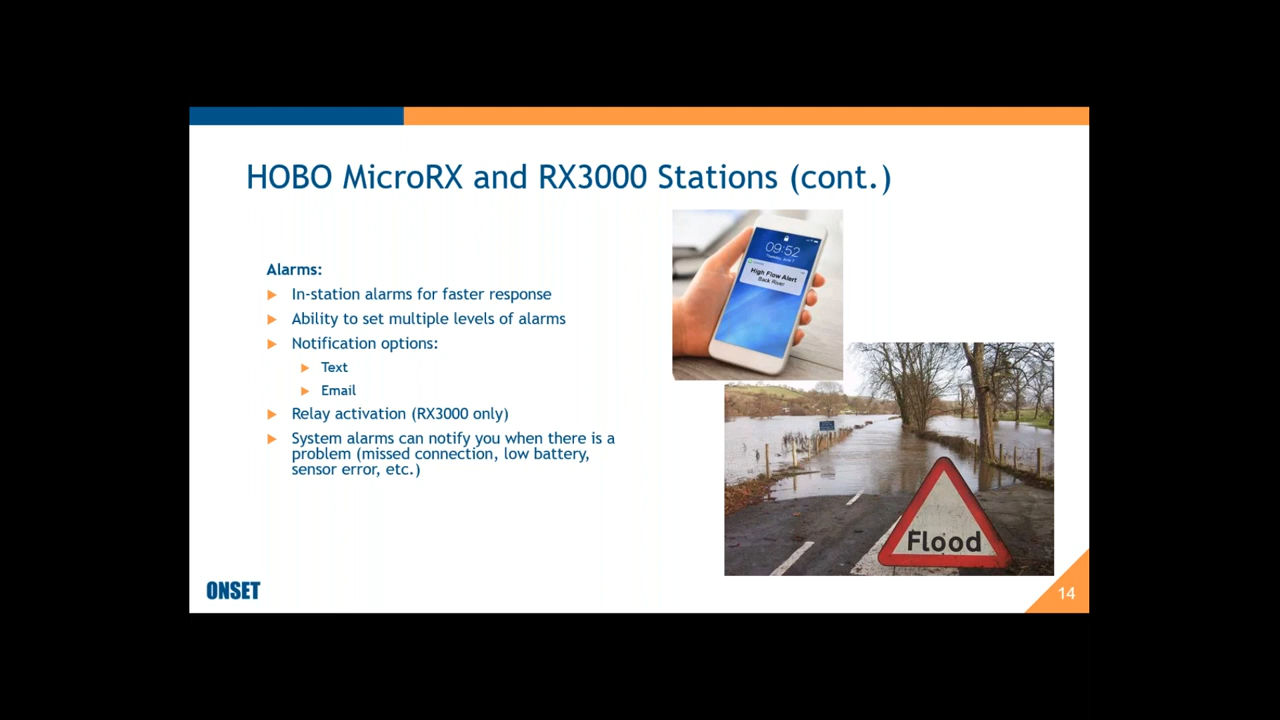 HOBO MicroRX and RX3000 Stations (cont.)
Alarms:
In-station alarms for faster response
Ability to set multiple levels of alarms
Notification options:
Text
Email
Relay activation (RX3000 only)
System alarms can notify you when there is a
problem (missed connection, low battery,
sensor error, etc.)
09:52
High Flow Alert
Back River
Flood
ONSET
14